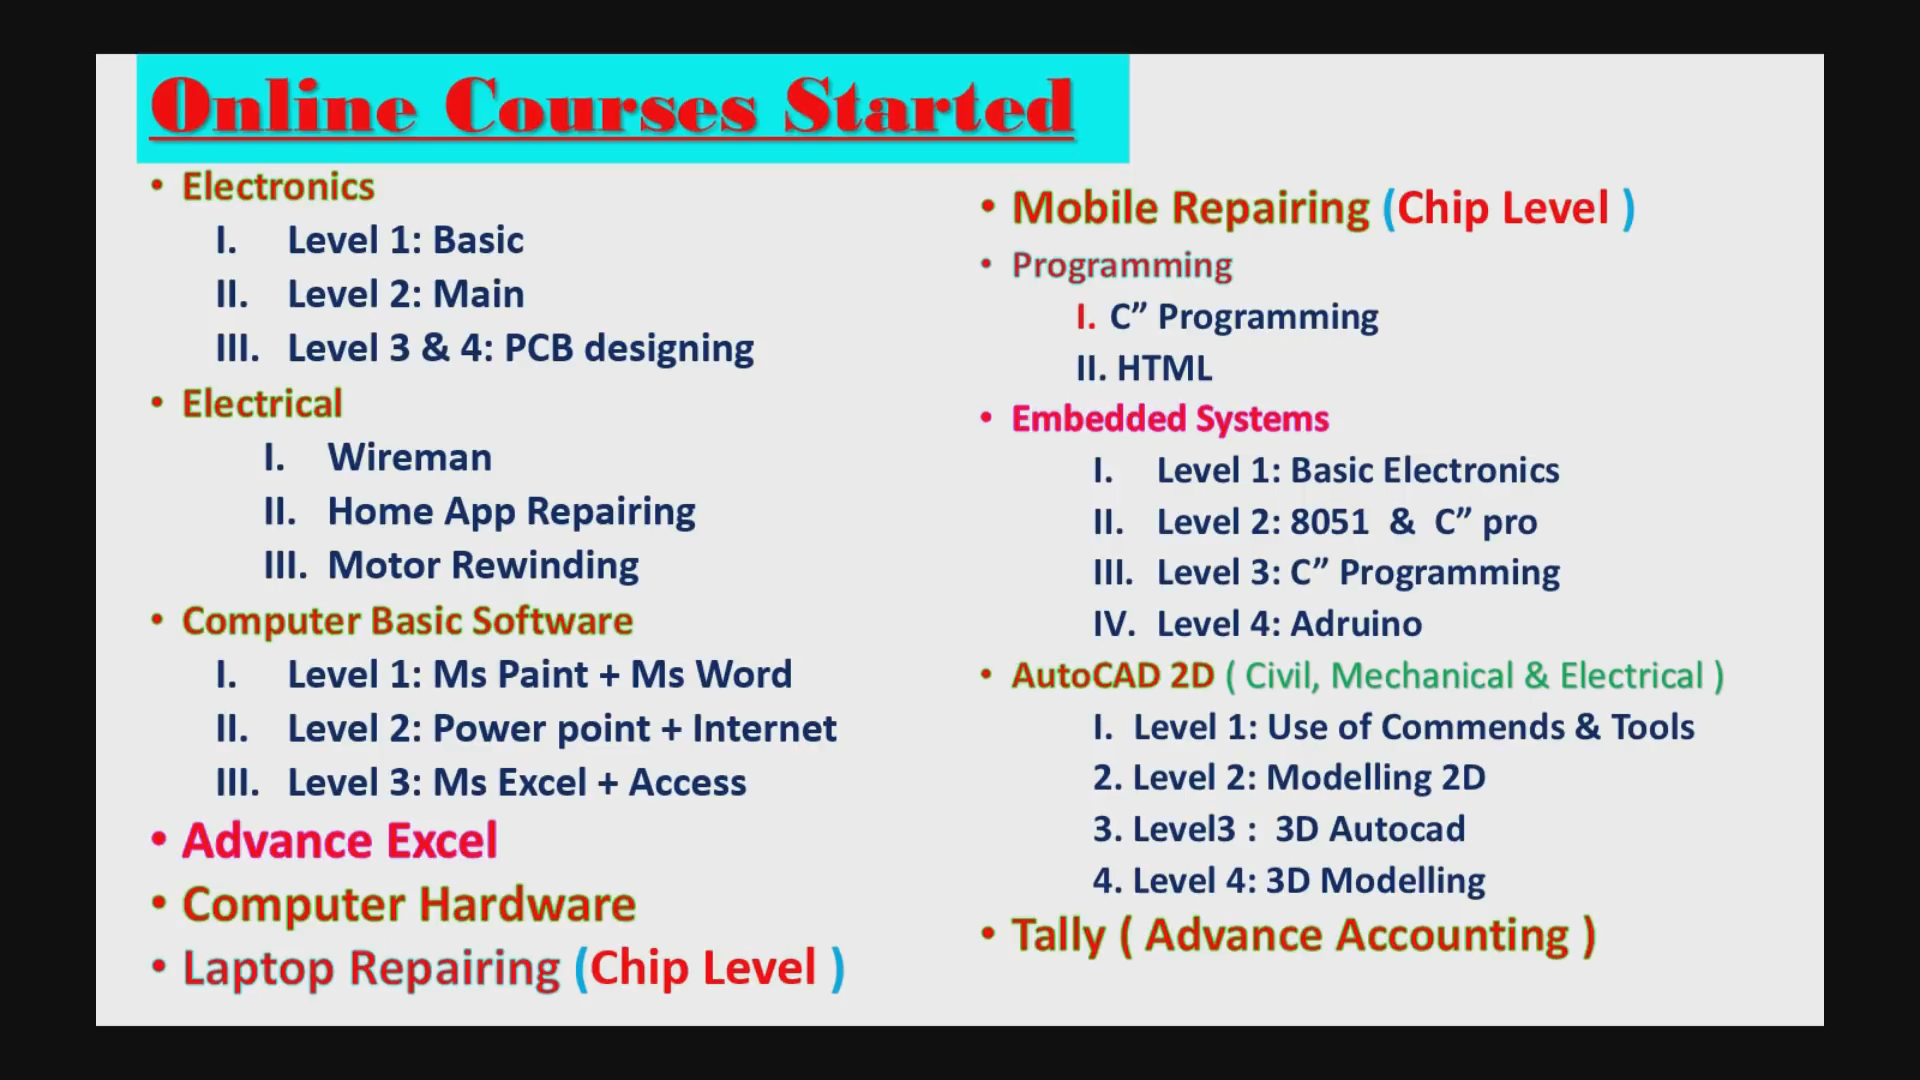 Online Courses Started
• Electronics
I. Level 1: Basic
II. Level 2: Main
III. Level 3 & 4: PCB designing
• Electrical
I. Wireman
II. Home App Repairing
III. Motor Rewinding
• Computer Basic Software
I. Level 1: Ms Paint + Ms Word
II. Level 2: Power point + Internet
III. Level 3: Ms Excel + Access
• Advance Excel
• Computer Hardware
• Laptop Repairing (Chip Level )
• Mobile Repairing (Chip Level )
• Programming
I. C” Programming
II. HTML
• Embedded Systems
I. Level 1: Basic Electronics
II. Level 2: 8051 & C” pro
III. Level 3: C” Programming
IV. Level 4: Adruino
• AutoCAD 2D ( Civil, Mechanical & Electrical )
I. Level 1: Use of Commends & Tools
2. Level 2: Modelling 2D
3. Level3 : 3D Autocad
4. Level 4: 3D Modelling
• Tally ( Advance Accounting )